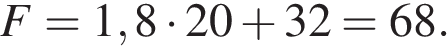 F = 1,8 · 20 + 32 = 68.